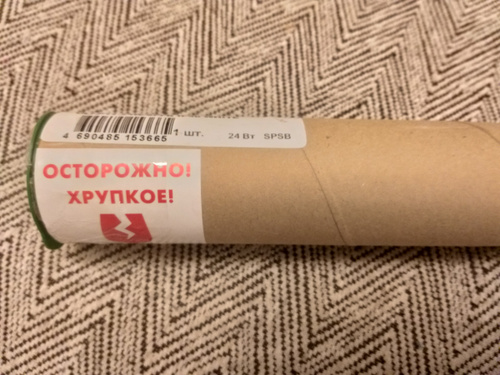 4 690485 153665
1 шт.
24 Вт SPSB
ОСТОРОЖНО!
ХРУПКОЕ!